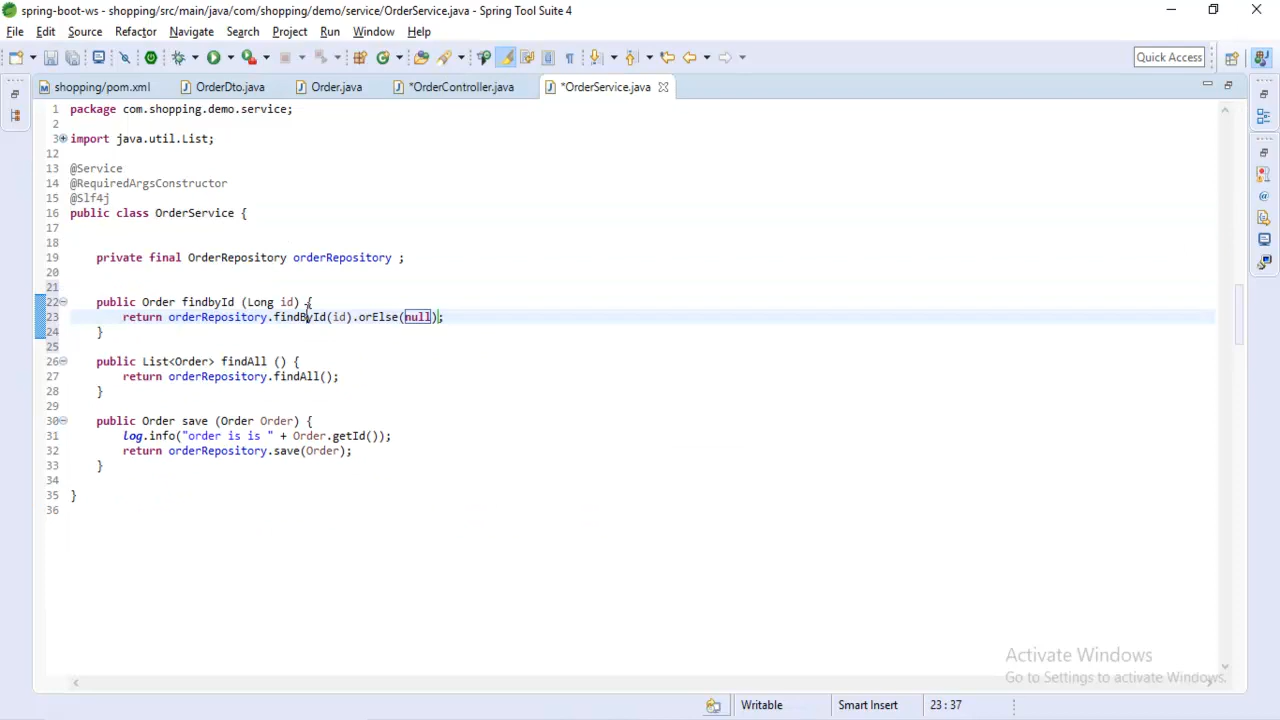 spring-boot-ws - shopping/src/main/java/com/shopping/demo/service/OrderService.java - Spring Tool Suite 4
File Edit Source Refactor Navigate Search Project Run Window Help
Quick Access
shopping/pom.xml OrderDto.java Order.java *OrderController.java *OrderService.java
1 package com.shopping.demo.service;
2
3 import java.util.List;
12
13 @Service
14 @RequiredArgsConstructor
15 @Slf4j
16 public class OrderService {
17
18
19 private final OrderRepository orderRepository ;
20
21
22 public Order findbyId (Long id) {
23 return orderRepository.findById(id).orElse(null);
24 }
25
26 public List<Order> findAll () {
27 return orderRepository.findAll();
28 }
29
30 public Order save (Order Order) {
31 log.info("order is is " + Order.getId());
32 return orderRepository.save(Order);
33 }
34
35 }
36
Activate Windows
Go to Settings to activate Windows.
Writable Smart Insert 23 : 37